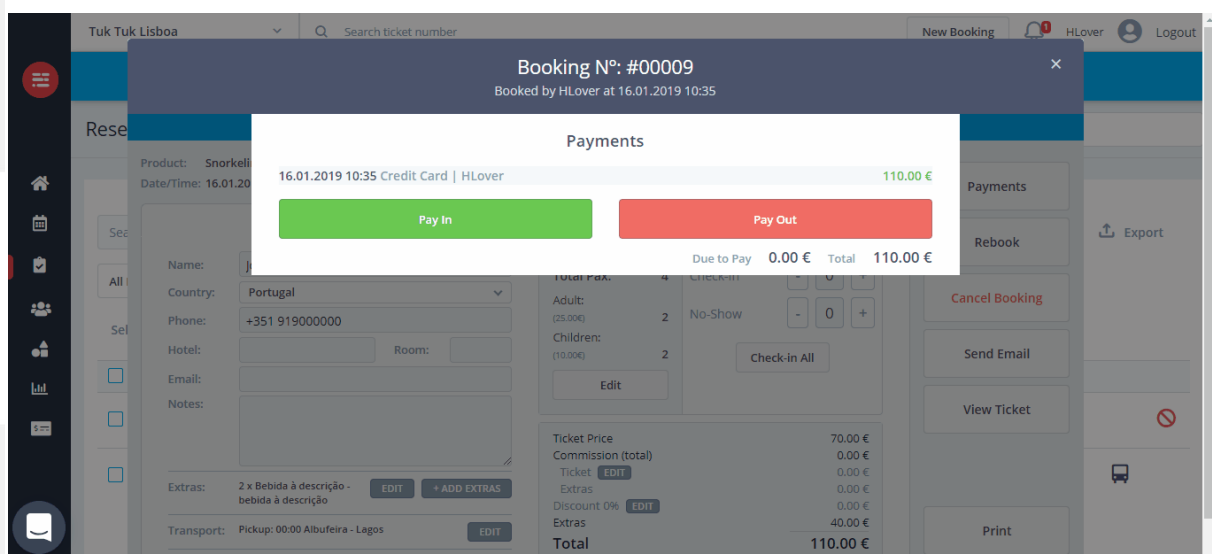 Tuk Tuk Lisboa
Search ticket number
New Booking
1
HLover
Logout
Booking Nº: #00009
×
Booked by HLover at 16.01.2019 10:35
Payments
16.01.2019 10:35 Credit Card | HLover 110.00 €
Pay In
Pay Out
Due to Pay 0.00 € Total 110.00 €
Product:
Date/Time: 16.01.20
All
Name:
Country: Portugal
Phone: +351 919000000
Hotel: Room:
Email:
Notes:
Extras: 2 x Bebida à descrição -
bebida à descrição
EDIT
+ ADD EXTRAS
Transport: Pickup: 00:00 Albufeira - Lagos
EDIT
Total Pax: 4
Adult:
(25.00€) 2
Children:
(10.00€) 2
Edit
Check-in - 0 +
No-Show - 0 +
Check-in All
Ticket Price 70.00 €
Commission (total) 0.00 €
Ticket EDIT 0.00 €
Extras 0.00 €
Discount 0% EDIT 0.00 €
Extras 40.00 €
Total 110.00 €
Payments
Rebook
Cancel Booking
Send Email
View Ticket
Print
Export